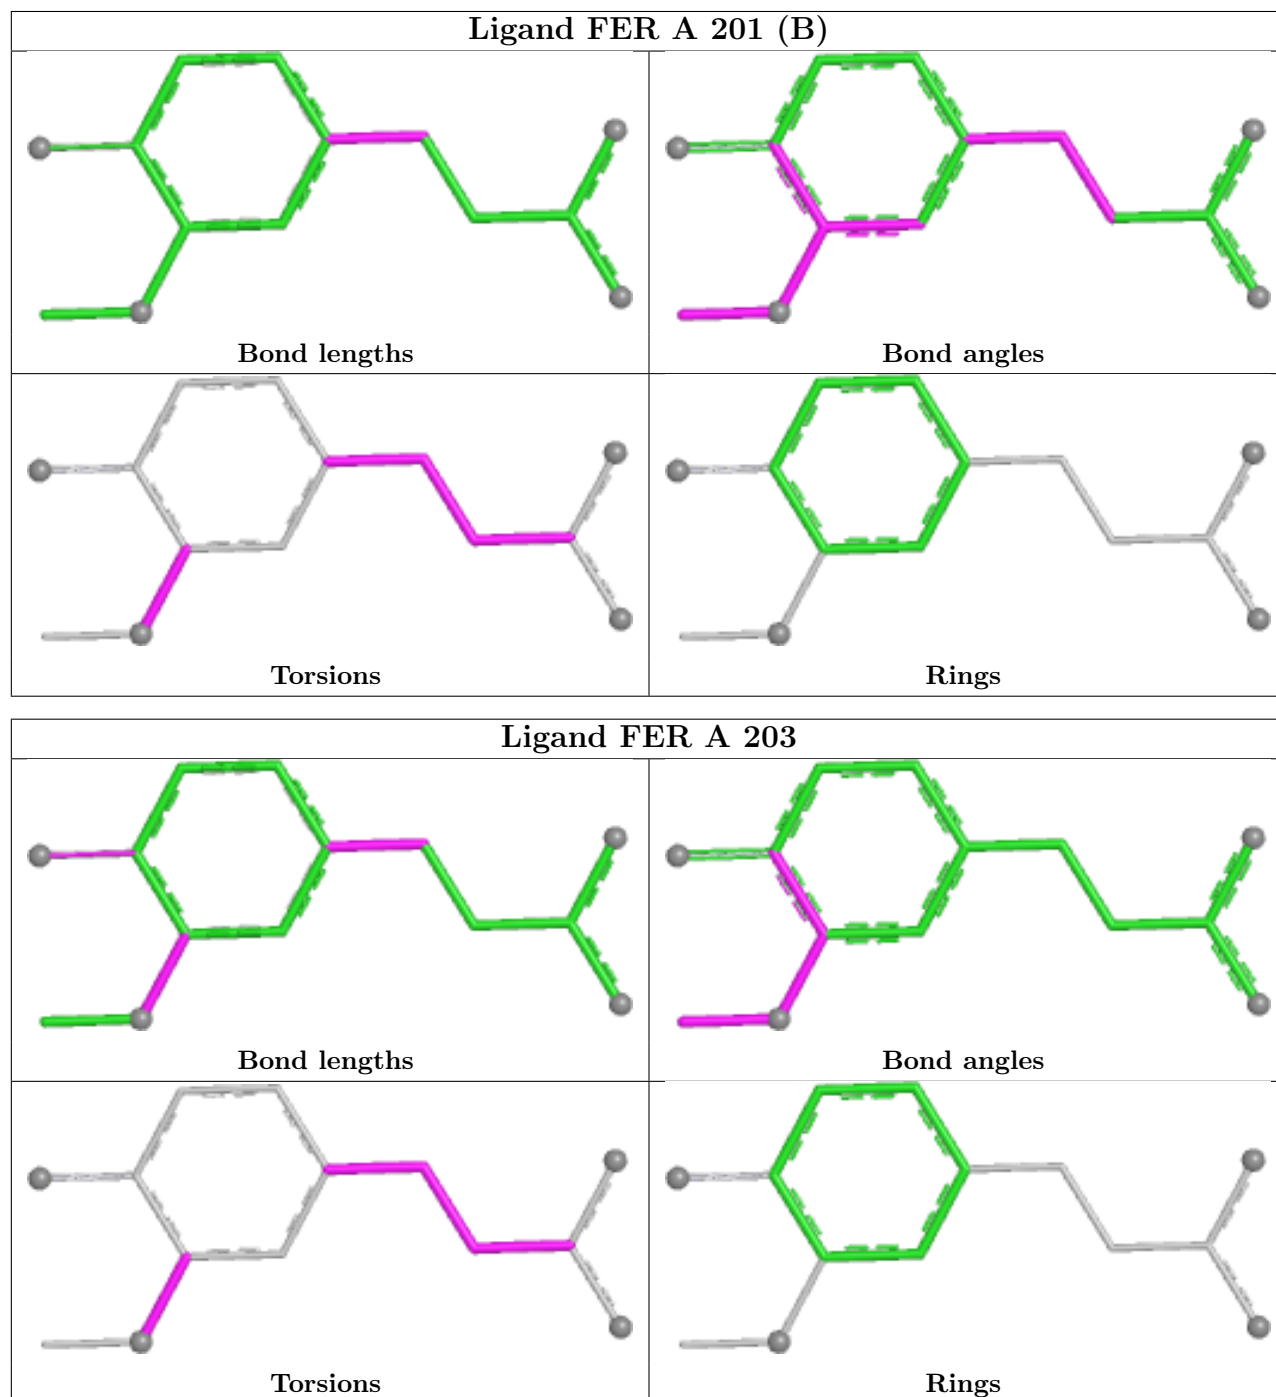 Ligand FER A 201 (B)
Bond lengths
Bond angles
Torsions
Rings
Ligand FER A 203
Bond lengths
Bond angles
Torsions
Rings